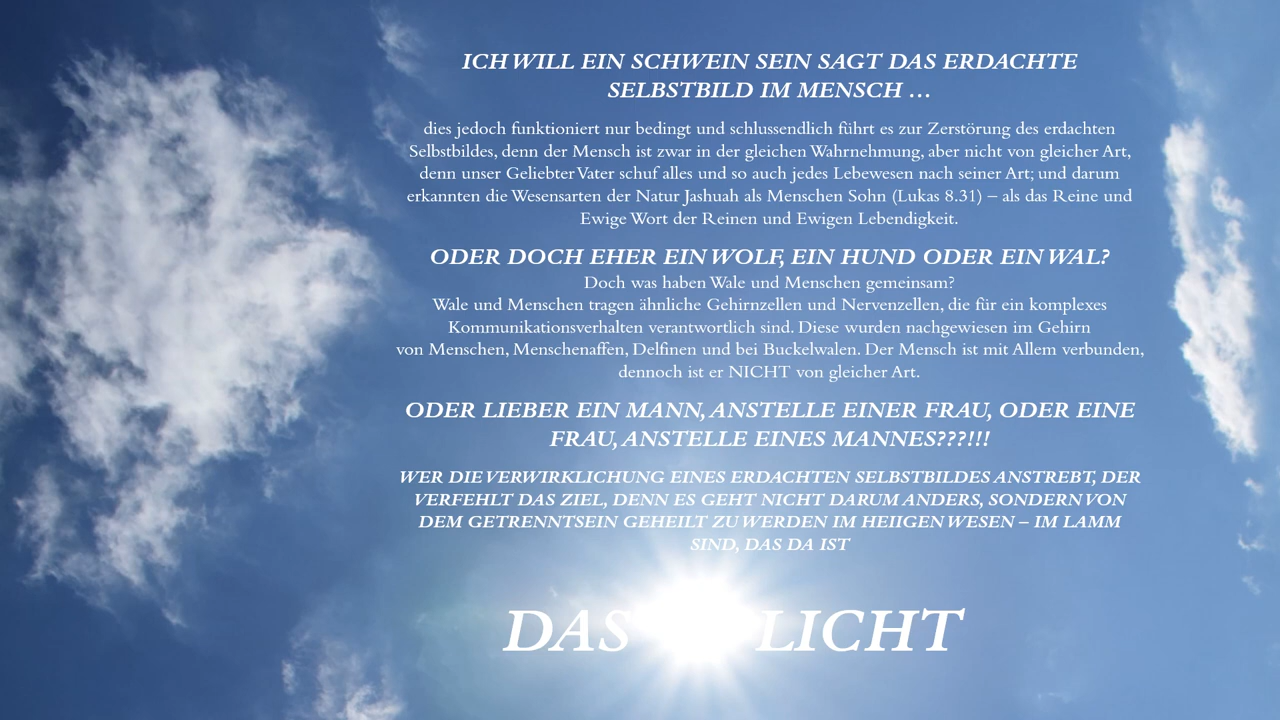 ICH WILL EIN SCHWEIN SEIN SAGT DAS ERDACHTE
SELBSTBILD IM MENSCH …
dies jedoch funktioniert nur bedingt und schlussendlich führt es zur Zerstörung des erdachten
Selbstbildes, denn der Mensch ist zwar in der gleichen Wahrnehmung, aber nicht von gleicher Art,
denn unser Geliebter Vater schuf alles und so auch jedes Lebewesen nach seiner Art; und darum
erkannten die Wesensarten der Natur Jashuah als Menschen Sohn (Lukas 8.31) – als das Reine und
Ewige Wort der Reinen und Ewigen Lebendigkeit.
ODER DOCH EHER EIN WOLF, EIN HUND ODER EIN WAL?
Doch was haben Wale und Menschen gemeinsam?
Wale und Menschen tragen ähnliche Gehirnzellen und Nervenzellen, die für ein komplexes
Kommunikationsverhalten verantwortlich sind. Diese wurden nachgewiesen im Gehirn
von Menschen, Menschenaffen, Delfinen und bei Buckelwalen. Der Mensch ist mit Allem verbunden,
dennoch ist er NICHT von gleicher Art.
ODER LIEBER EIN MANN, ANSTELLE EINER FRAU, ODER EINE
FRAU, ANSTELLE EINES MANNES???!!!
WER DIE VERWIRKLICHUNG EINES ERDACHTEN SELBSTBILDES ANSTREBT, DER
VERFEHLT DAS ZIEL, DENN ES GEHT NICHT DARUM ANDERS, SONDERN VON
DEM GETRENNTSEIN GEHEILT ZU WERDEN IM HEIIGEN WESEN – IM LAMM
SIND, DAS DA IST
DAS LICHT